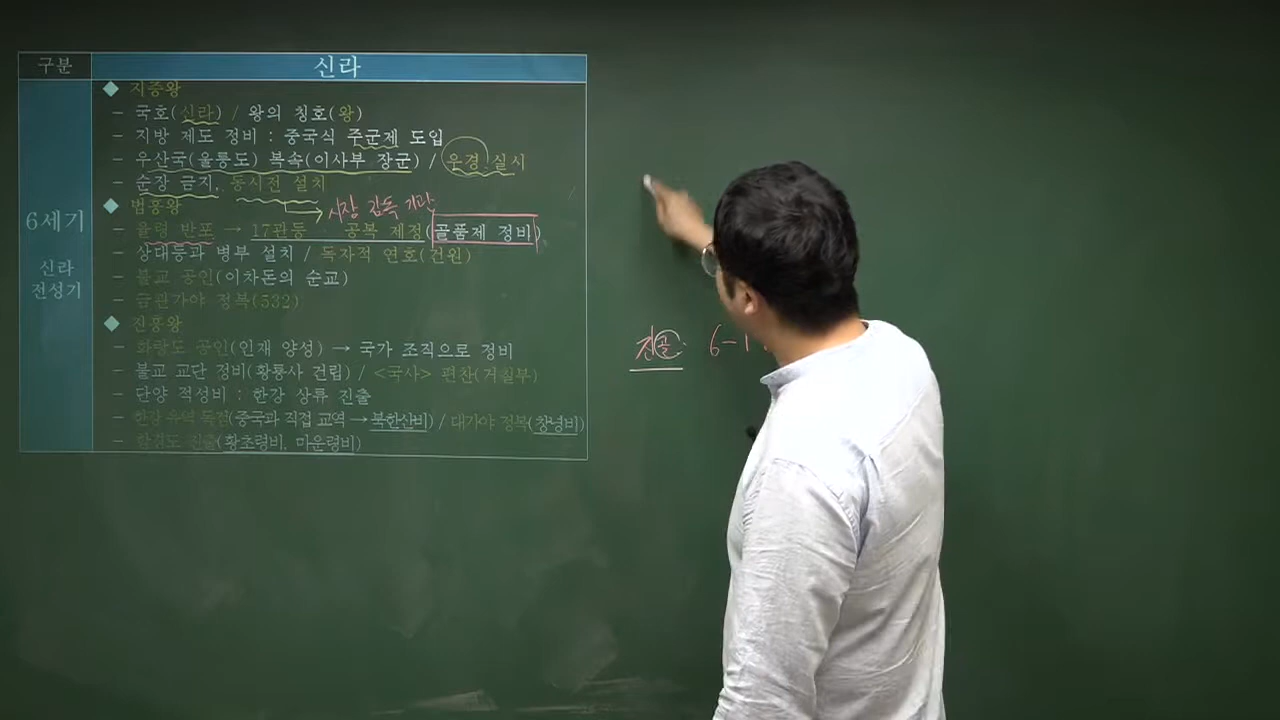 구분 신라
6세기
신라
전성기
◆ 지증왕
- 국호(신라) / 왕의 칭호(왕)
- 지방 제도 정비 : 중국식 주군제 도입
- 우산국(울릉도) 복속(이사부 장군) / 우경 실시
- 순장 금지, 동시전 설치
시장 감독 기관
◆ 법흥왕
- 율령 반포 → 17관등 공복 제정(골품제 정비)
- 상대등과 병부 설치 / 독자적 연호(건원)
- 불교 공인(이차돈의 순교)
- 금관가야 정복(532)
◆ 진흥왕
- 화랑도 공인(인재 양성) → 국가 조직으로 정비
- 불교 교단 정비(황룡사 건립) / <국사> 편찬(거칠부)
- 단양 적성비 : 한강 상류 진출
- 한강 유역 독점(중국과 직접 교역 → 북한산비) / 대가야 정복(창녕비)
- 함경도 진출(황초령비, 마운령비)
진골: 6-1